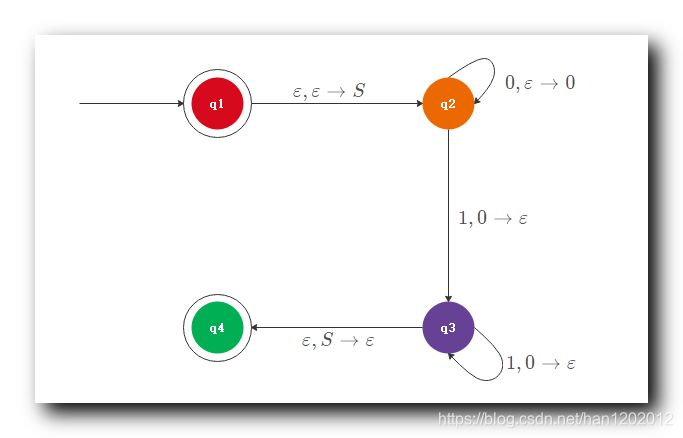 q1
ε, ε → S
q2
0, ε → 0
1, 0 → ε
q4
ε, S → ε
q3
1, 0 → ε
https://blog.csdn.net/han1202012